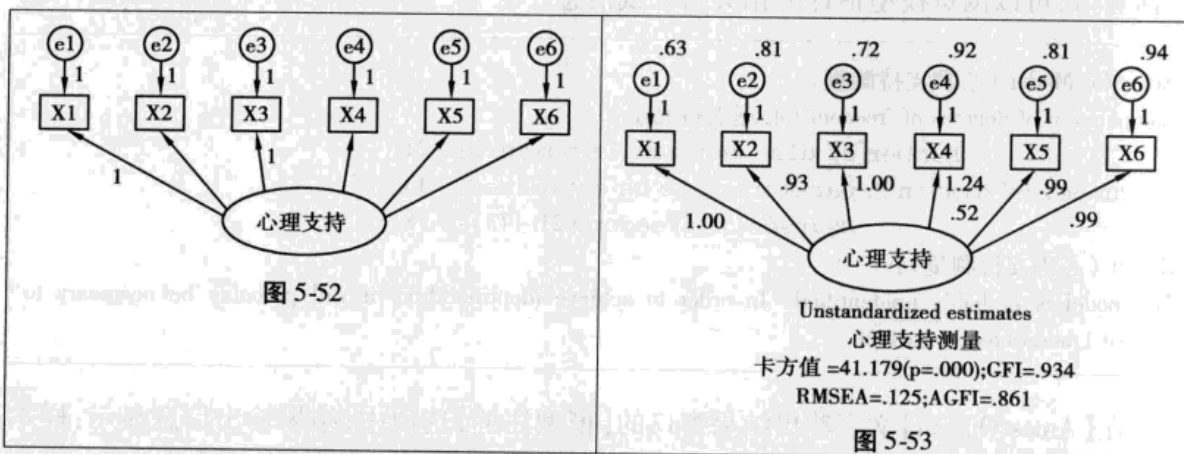 e1 e2 e3 e4 e5 e6
1 1 1 1 1 1
X1 X2 X3 X4 X5 X6
1 1
心理支持
图 5-52
.63 .81 .72 .92 .81 .94
e1 e2 e3 e4 e5 e6
1 1 1 1 1 1
X1 X2 X3 X4 X5 X6
1.00 .93 1.00 1.24 .99 .99
.52
心理支持
Unstandardized estimates
心理支持测量
卡方值 =41.179(p=.000);GFI=.934
RMSEA=.125;AGFI=.861
图 5-53